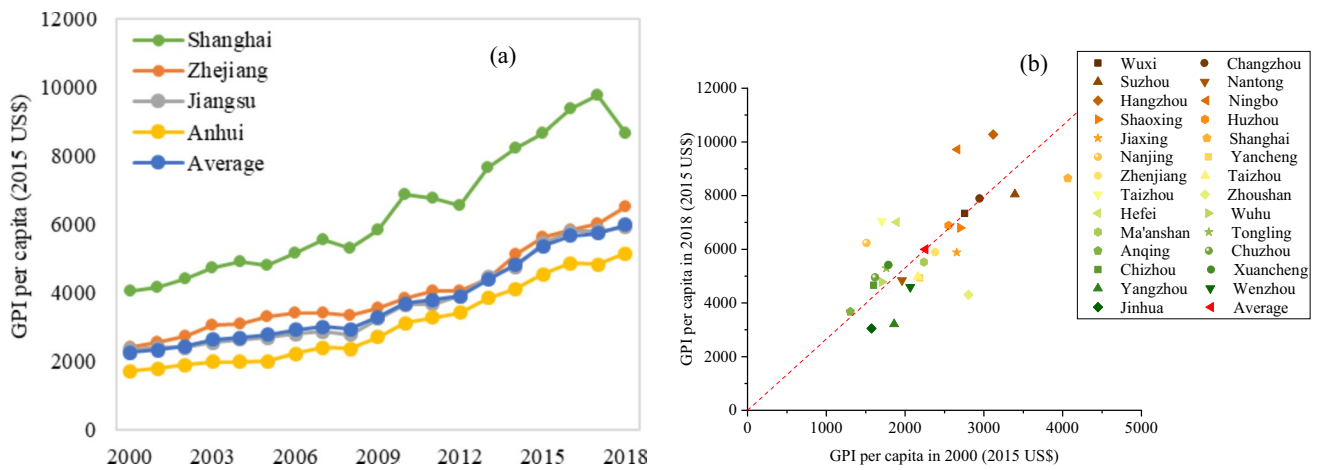 12000
10000
8000
6000
4000
2000
0
GPI per capita (2015 US$)
Shanghai
Zhejiang
Jiangsu
Anhui
Average
(a)
2000 2003 2006 2009 2012 2015 2018
(b)
12000
10000
8000
6000
4000
2000
0
GPI per capita in 2018 (2015 US$)
0 1000 2000 3000 4000 5000
GPI per capita in 2000 (2015 US$)
Wuxi Changzhou
Suzhou Nantong
Hangzhou Ningbo
Shaoxing Huzhou
Jiaxing Shanghai
Nanjing Yancheng
Zhenjiang Taizhou
Taizhou Zhoushan
Hefei Wuhu
Ma'anshan Tongling
Anqing Chuzhou
Chizhou Xuancheng
Yangzhou Wenzhou
Jinhua Average